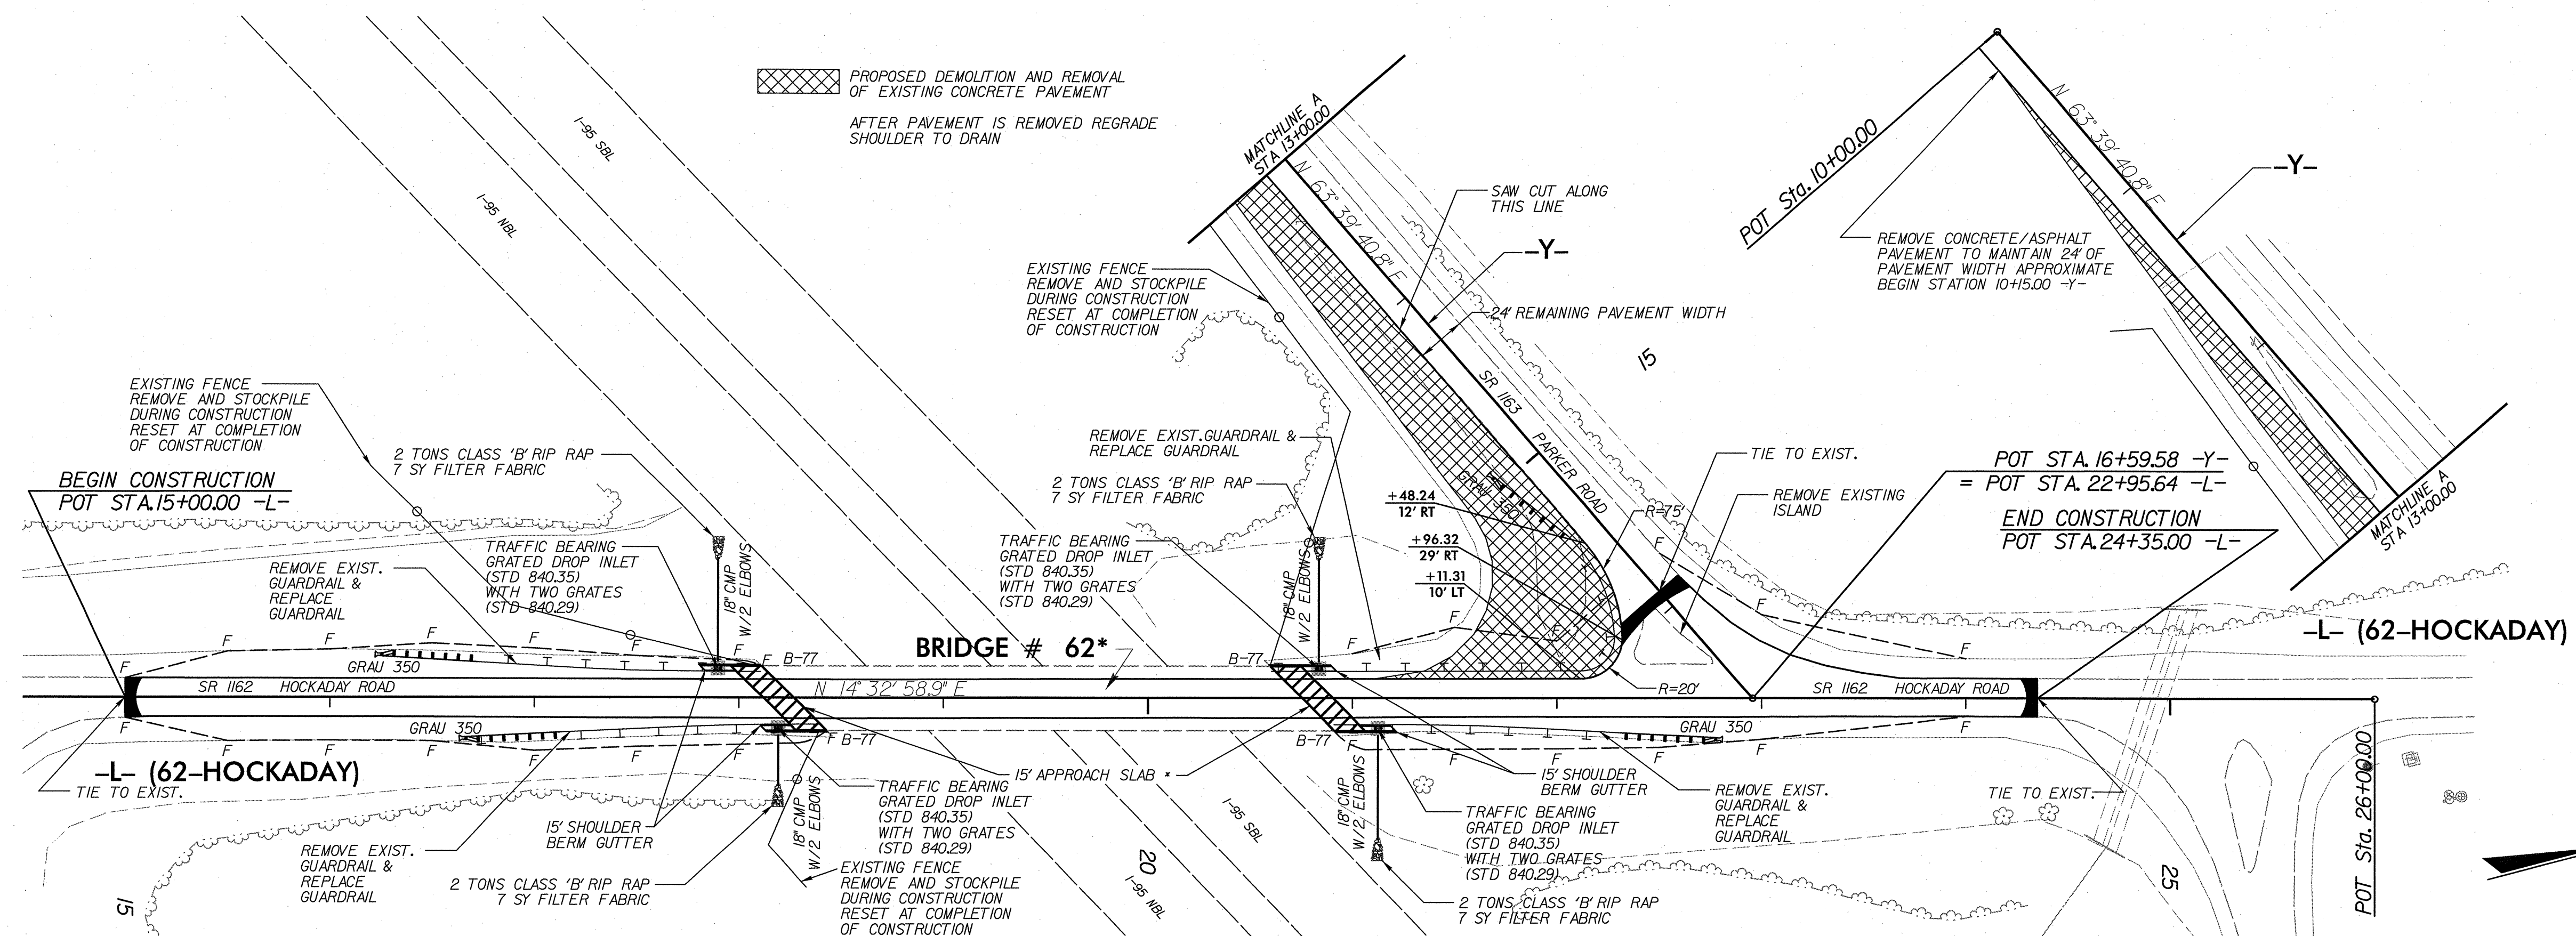 PROPOSED DEMOLITION AND REMOVAL
OF EXISTING CONCRETE PAVEMENT
AFTER PAVEMENT IS REMOVED REGRADE
SHOULDER TO DRAIN
I-95 SBL
I-95 NBL
MATCHLINE A
STA 13+00.00
N 63° 39' 40.8" E
SAW CUT ALONG
THIS LINE
-Y-
24' REMAINING PAVEMENT WIDTH
EXISTING FENCE
REMOVE AND STOCKPILE
DURING CONSTRUCTION
RESET AT COMPLETION
OF CONSTRUCTION
15
SR 1163
PARKER ROAD
POT Sta. 10+00.00
N 63° 39' 40.8" E
-Y-
REMOVE CONCRETE/ASPHALT
PAVEMENT TO MAINTAIN 24' OF
PAVEMENT WIDTH APPROXIMATE
BEGIN STATION 10+15.00 -Y-
MATCHLINE A
STA 13+00.00
EXISTING FENCE
REMOVE AND STOCKPILE
DURING CONSTRUCTION
RESET AT COMPLETION
OF CONSTRUCTION
BEGIN CONSTRUCTION
POT STA.15+00.00 -L-
2 TONS CLASS 'B' RIP RAP
7 SY FILTER FABRIC
TRAFFIC BEARING
GRATED DROP INLET
(STD 840.35)
WITH TWO GRATES
(STD 840.29)
REMOVE EXIST.
GUARDRAIL &
REPLACE
GUARDRAIL
18" CMP
W/2 ELBOWS
REMOVE EXIST.GUARDRAIL &
REPLACE GUARDRAIL
2 TONS CLASS 'B' RIP RAP
7 SY FILTER FABRIC
TRAFFIC BEARING
GRATED DROP INLET
(STD 840.35)
WITH TWO GRATES
(STD 840.29)
18" CMP
W/2 ELBOWS
GRAU 350
+48.24
12' RT
+96.32
29' RT
+11.31
10' LT
R=75'
R=20'
TIE TO EXIST.
REMOVE EXISTING
ISLAND
POT STA. 16+59.58 -Y-
= POT STA. 22+95.64 -L-
END CONSTRUCTION
POT STA.24+35.00 -L-
-L- (62-HOCKADAY)
F F F F F F F F
F F F F F
GRAU 350
B-77
BRIDGE # 62*
B-77
SR 1162 HOCKADAY ROAD
N 14° 32' 58.9" E
SR 1162 HOCKADAY ROAD
F F F F F F F
GRAU 350
B-77
B-77
GRAU 350
F F F F
-L- (62-HOCKADAY)
TIE TO EXIST.
15' SHOULDER
BERM GUTTER
REMOVE EXIST.
GUARDRAIL &
REPLACE
GUARDRAIL
2 TONS CLASS 'B' RIP RAP
7 SY FILTER FABRIC
18" CMP
W/2 ELBOWS
TRAFFIC BEARING
GRATED DROP INLET
(STD 840.35)
WITH TWO GRATES
(STD 840.29)
EXISTING FENCE
REMOVE AND STOCKPILE
DURING CONSTRUCTION
RESET AT COMPLETION
OF CONSTRUCTION
15' APPROACH SLAB *
I-95 SBL
I-95 NBL
18" CMP
W/2 ELBOWS
15' SHOULDER
BERM GUTTER
TRAFFIC BEARING
GRATED DROP INLET
(STD 840.35)
WITH TWO GRATES
(STD 840.29)
REMOVE EXIST.
GUARDRAIL &
REPLACE
GUARDRAIL
2 TONS CLASS 'B' RIP RAP
7 SY FILTER FABRIC
TIE TO EXIST.
POT Sta. 26+00.00
15
20
25